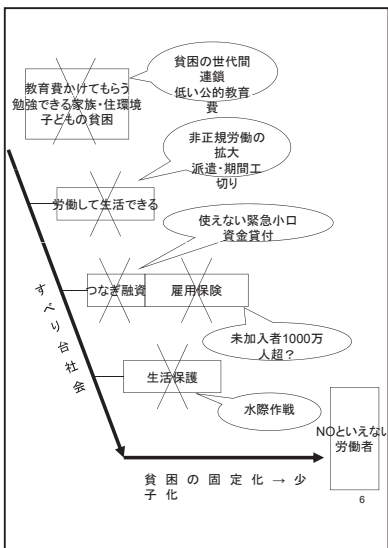 貧困の世代間
連鎖
低い公的教育
費
教育費かけてもらう
勉強できる家族・住環境
子どもの貧困
非正規労働の
拡大
派遣・期間工
切り
労働して生活できる
使えない緊急小口
資金貸付
つなぎ融資
雇用保険
未加入者1000万
人超？
すべり台社会
生活保護
水際作戦
NOといえない
労働者
貧困の固定化→少
子化
6